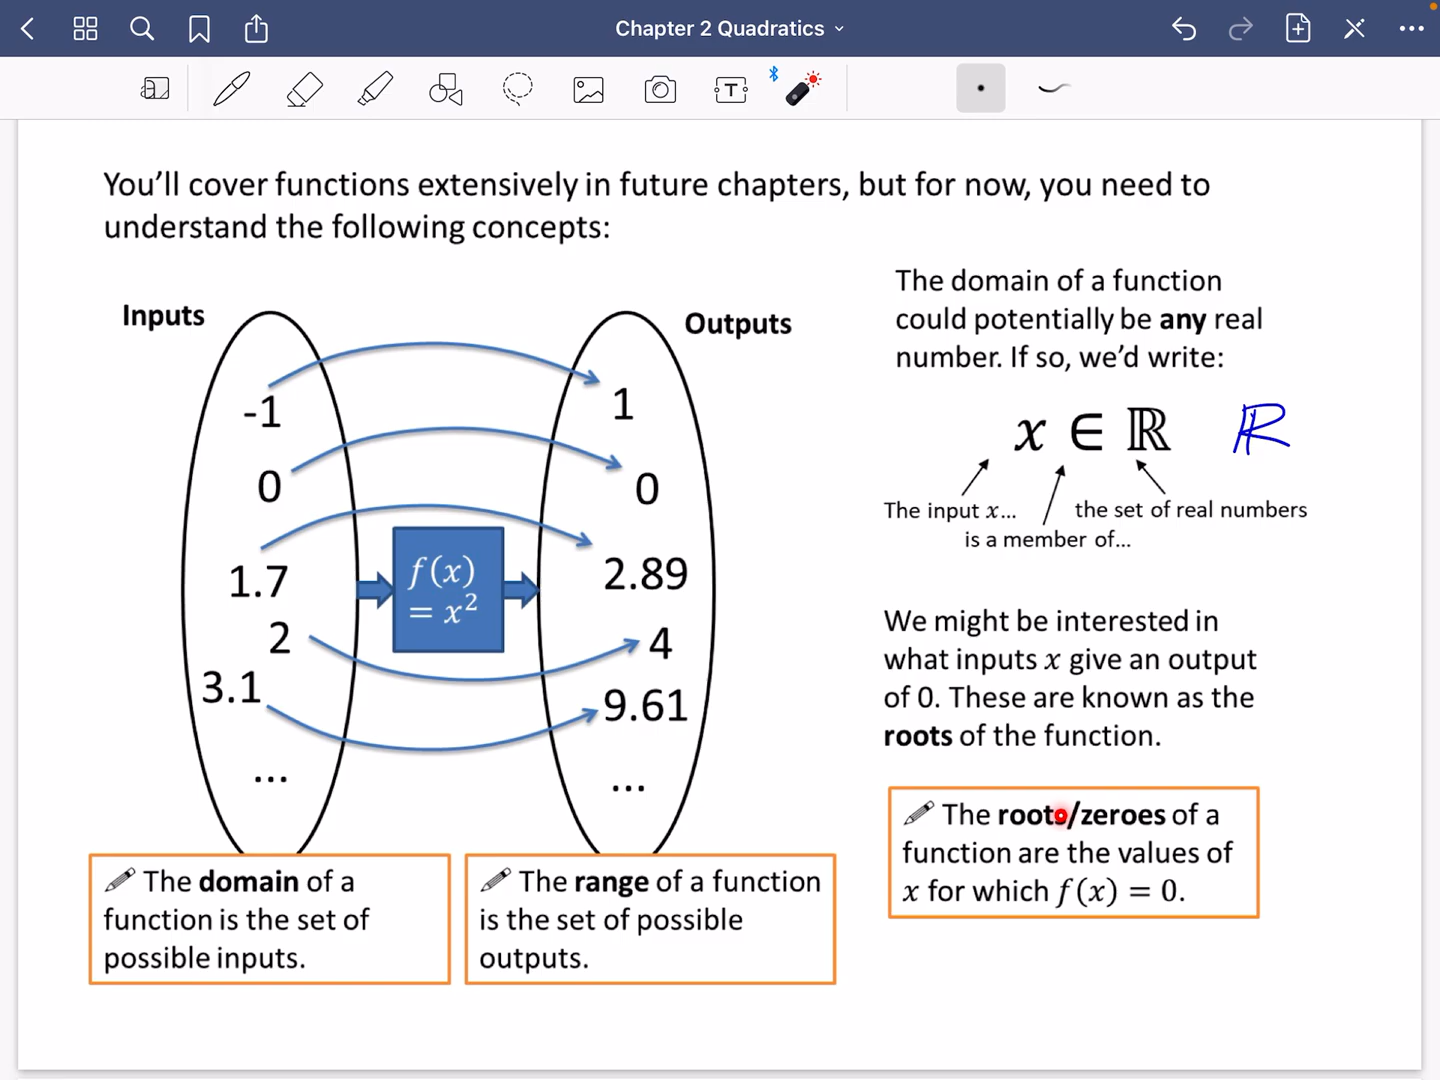 Chapter 2 Quadratics
T
You'll cover functions extensively in future chapters, but for now, you need to
understand the following concepts:
Inputs
-1
0
1.7
2
3.1
...
f(x)
= x²
Outputs
1
0
2.89
4
9.61
...
The domain of a
function is the set of
possible inputs.
The range of a function
is the set of possible
outputs.
The domain of a function
could potentially be any real
number. If so, we'd write:
x ∈ ℝ ℝ
The input x...
the set of real numbers
is a member of...
We might be interested in
what inputs x give an output
of 0. These are known as the
roots of the function.
The roots/zeroes of a
function are the values of
x for which f(x) = 0.